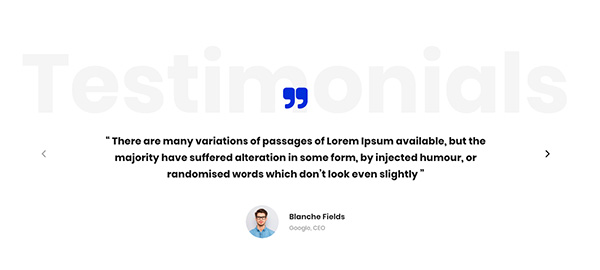 Testimonials
" There are many variations of passages of Lorem Ipsum available, but the
majority have suffered alteration in some form, by injected humour, or
randomised words which don't look even slightly "
Blanche Fields
Google, CEO